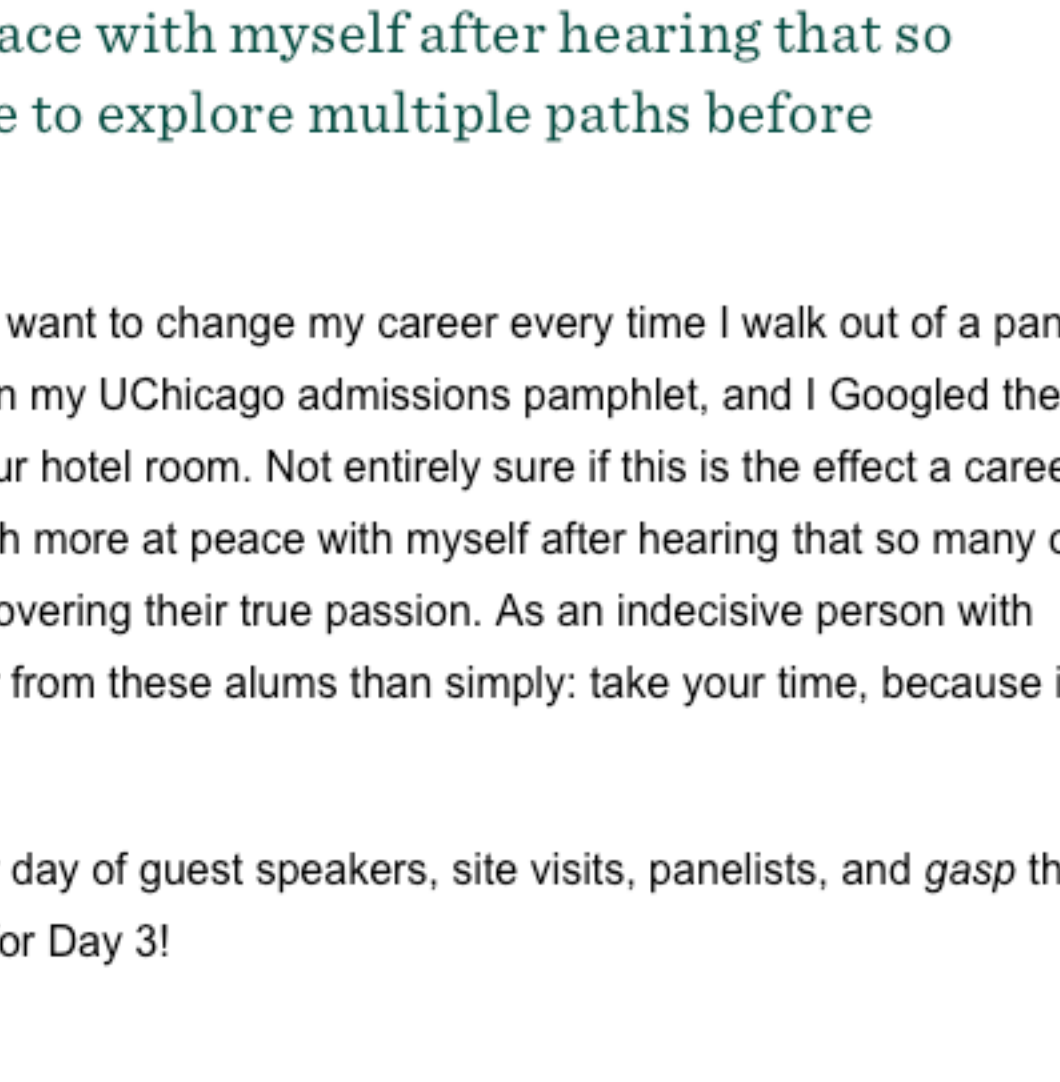 ace with myself after hearing that so
e to explore multiple paths before
want to change my career every time I walk out of a pan
n my UChicago admissions pamphlet, and I Googled the
ur hotel room. Not entirely sure if this is the effect a caree
h more at peace with myself after hearing that so many
overing their true passion. As an indecisive person with
from these alums than simply: take your time, because i
day of guest speakers, site visits, panelists, and gasp th
or Day 3!